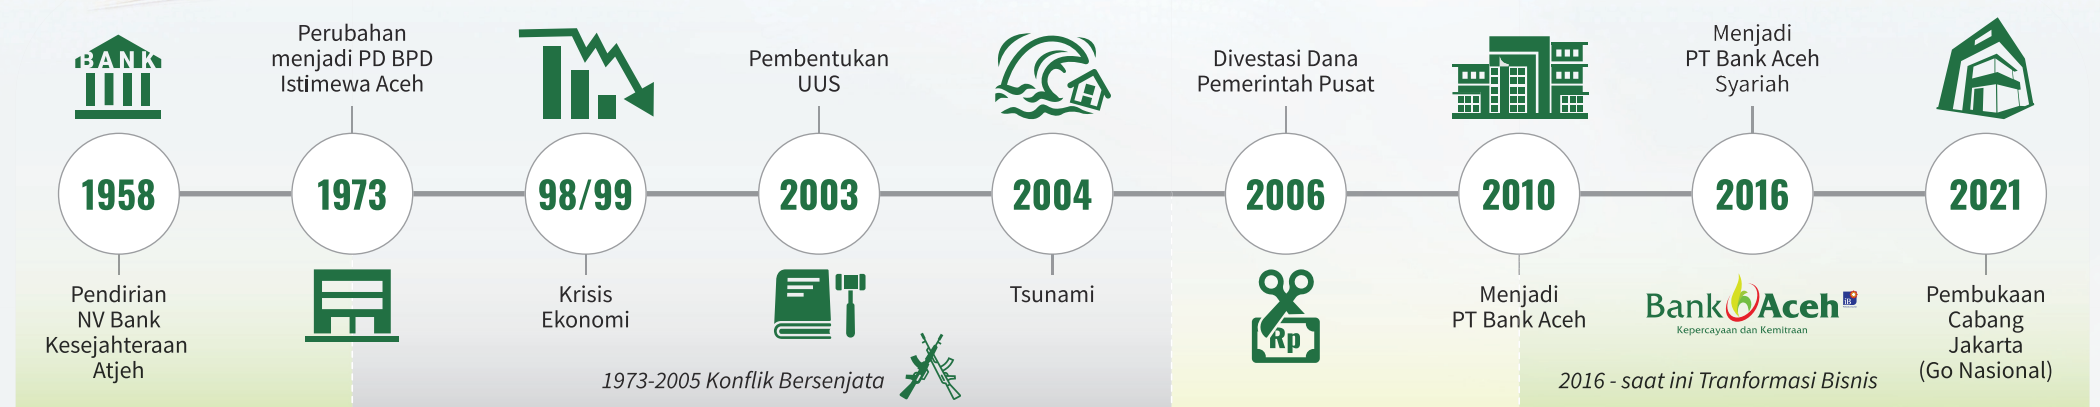 BANK
1958
Pendirian
NV Bank
Kesejahteraan
Atjeh
Perubahan
menjadi PD BPD
Istimewa Aceh
1973
98/99
Krisis
Ekonomi
Pembentukan
UUS
2003
2004
Tsunami
1973-2005 Konflik Bersenjata
Divestasi Dana
Pemerintah Pusat
2006
Rp
2010
Menjadi
PT Bank Aceh
Menjadi
PT Bank Aceh
Syariah
2016
Bank Aceh iB
Kepercayaan dan Kemitraan
2021
Pembukaan
Cabang
Jakarta
(Go Nasional)
2016 - saat ini Tranformasi Bisnis